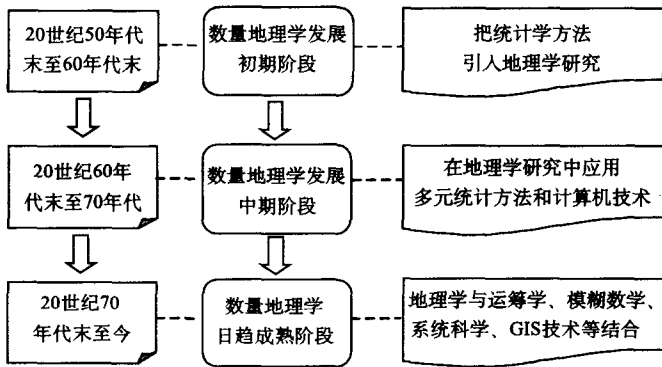 20世纪50年代
末至60年代末
数量地理学发展
初期阶段
把统计学方法
引入地理学研究
20世纪60年
代末至70年代
数量地理学发展
中期阶段
在地理学研究中应用
多元统计方法和计算机技术
20世纪70
年代末至今
数量地理学
日趋成熟阶段
地理学与运筹学、模糊数学、
系统科学、GIS技术等结合